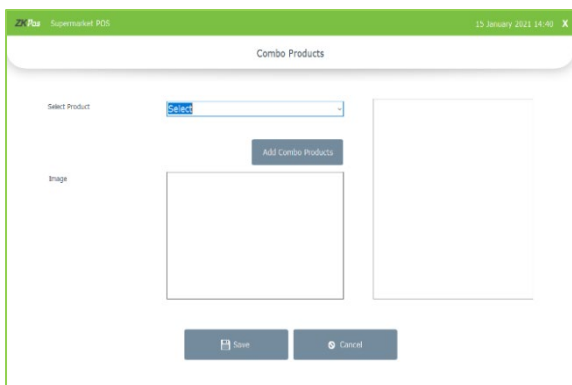 ZKPos Supermarket POS 15 January 2021 14:40 X
Combo Products
Select Product Select
Add Combo Products
Image
Save Cancel